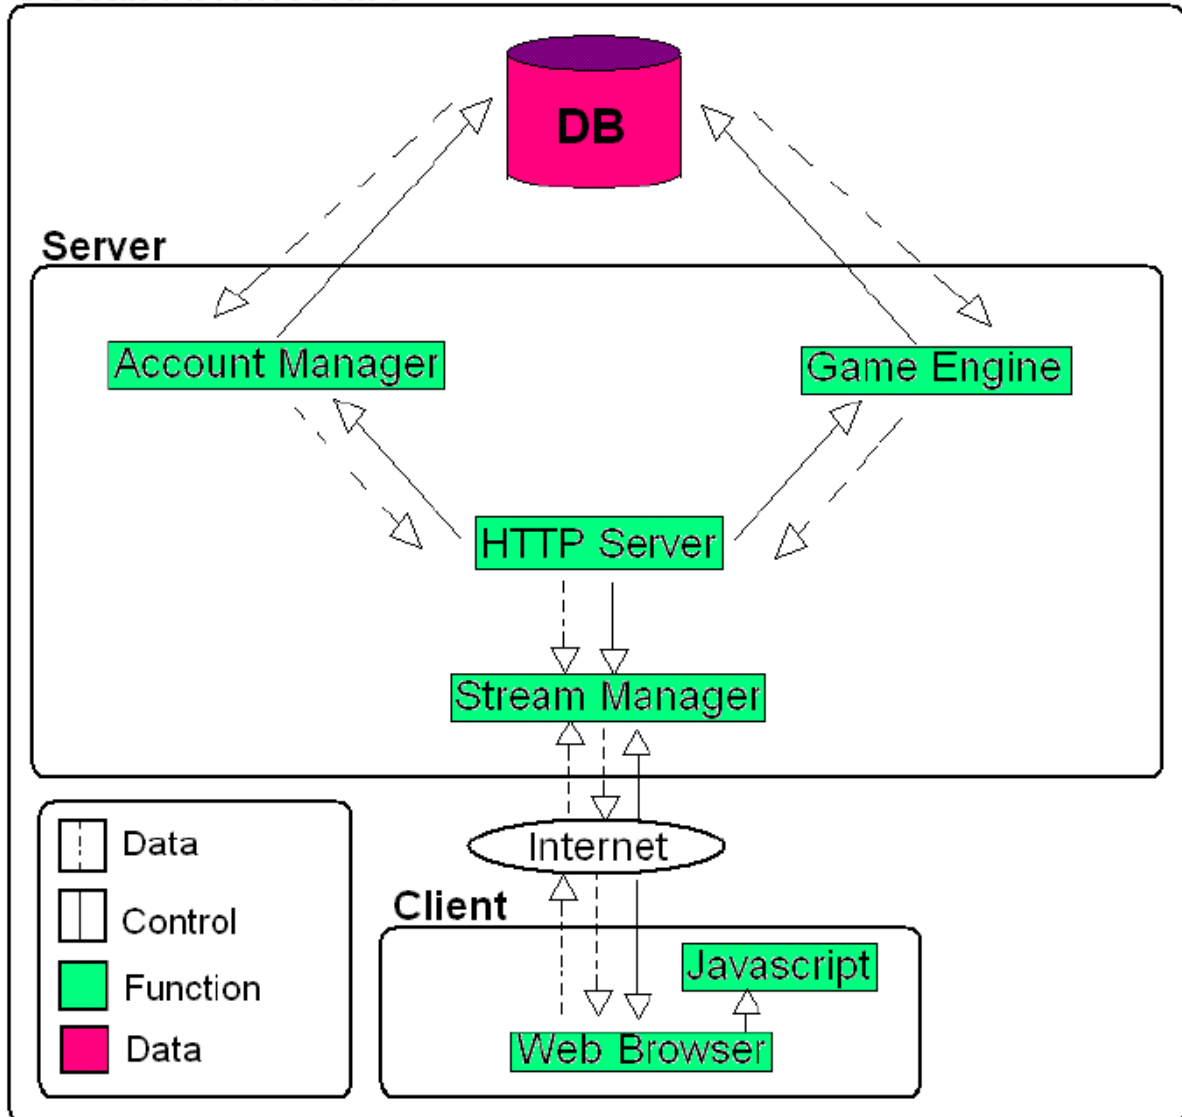 DB
Server
Account Manager
Game Engine
HTTP Server
Stream Manager
Internet
Client
Javascript
Web Browser
Data
Control
Function
Data